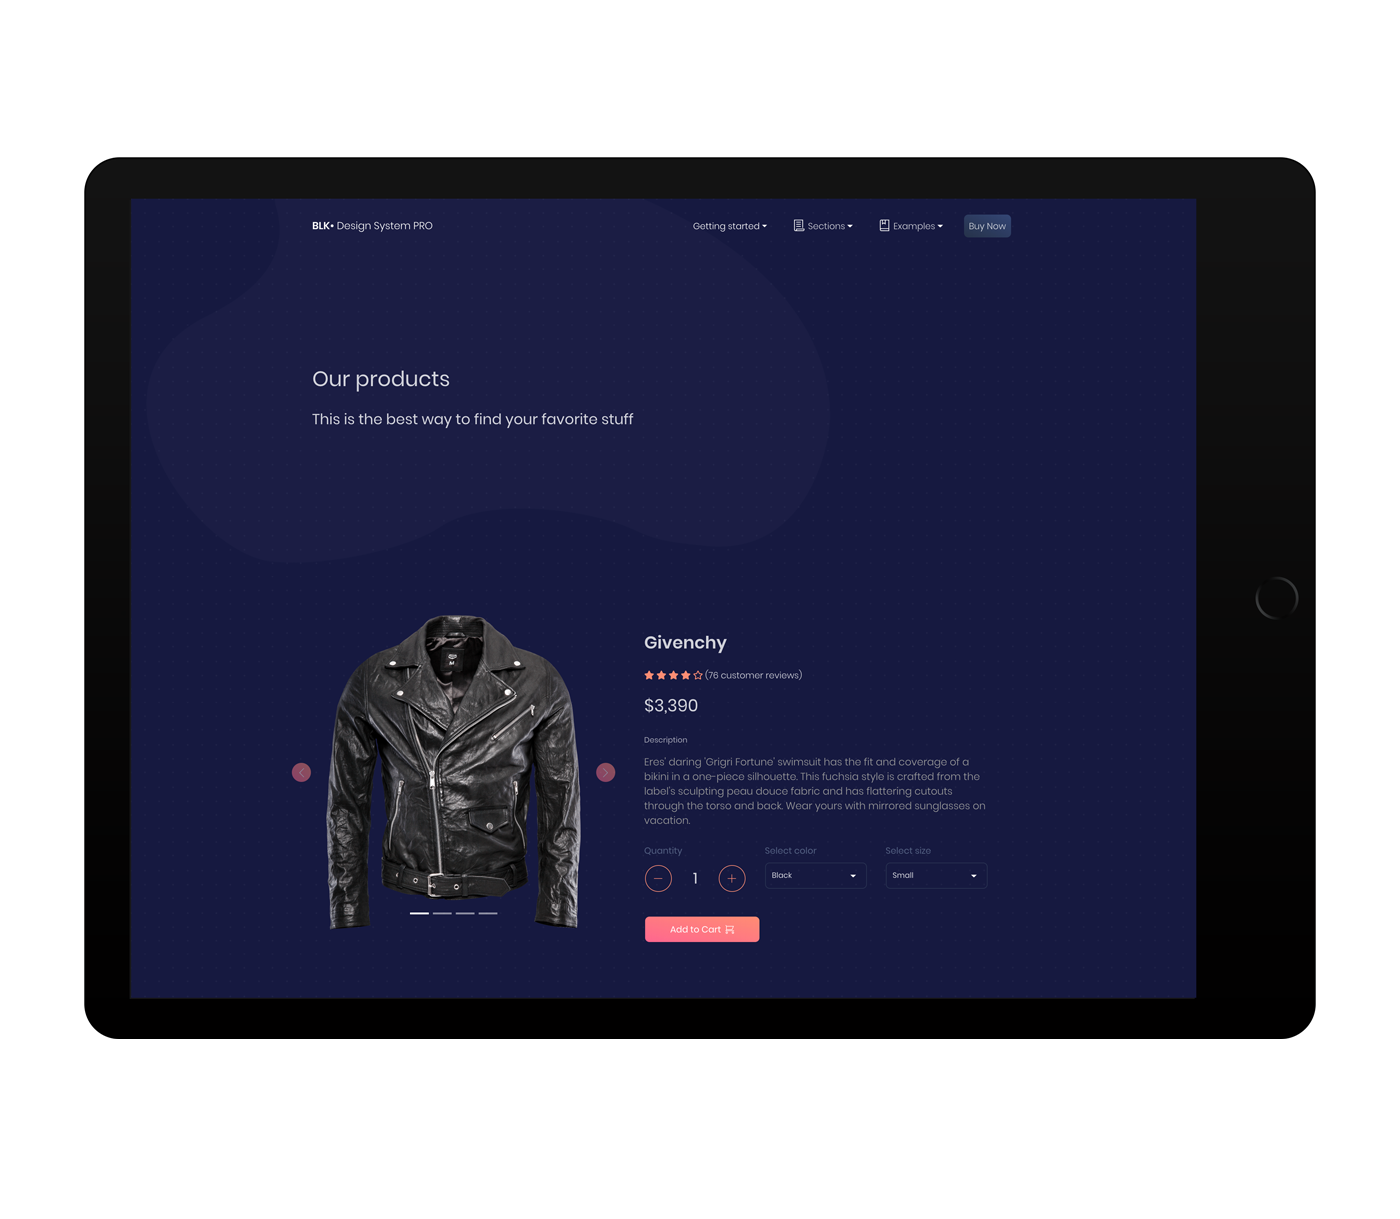 BLK• Design System PRO
Getting started
Sections
Examples
Buy Now
Our products
This is the best way to find your favorite stuff
M
Givenchy
(76 customer reviews)
$3,390
Description
Eres' daring 'Grigri Fortune' swimsuit has the fit and coverage of a
bikini in a one-piece silhouette. This fuchsia style is crafted from the
label's sculpting peau douce fabric and has flattering cutouts
through the torso and back. Wear yours with mirrored sunglasses on
vacation.
Quantity
Select color
Select size
1
Black
Small
Add to Cart